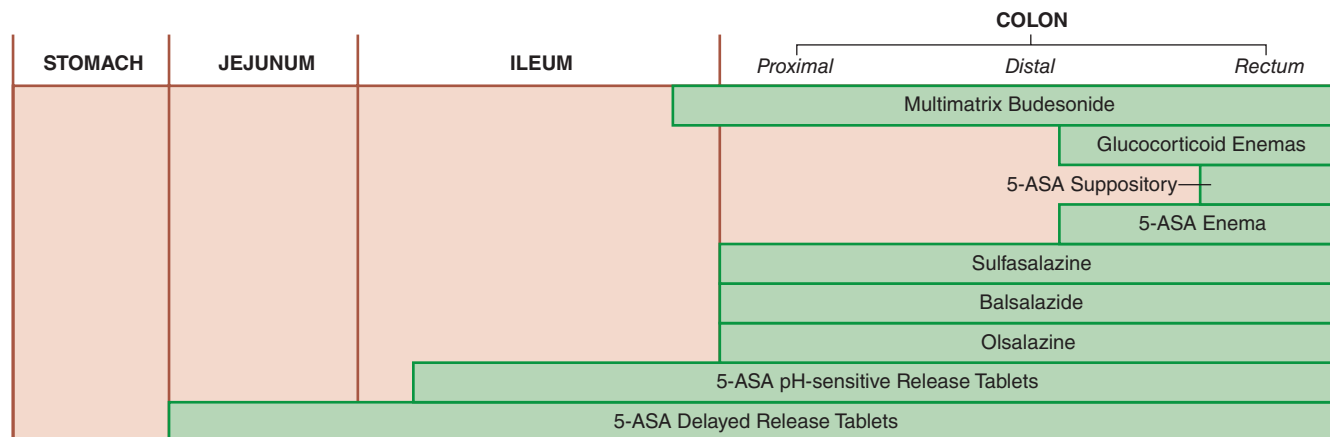 COLON
STOMACH JEJUNUM ILEUM Proximal Distal Rectum
Multimatrix Budesonide
Glucocorticoid Enemas
5-ASA Suppository
5-ASA Enema
Sulfasalazine
Balsalazide
Olsalazine
5-ASA pH-sensitive Release Tablets
5-ASA Delayed Release Tablets